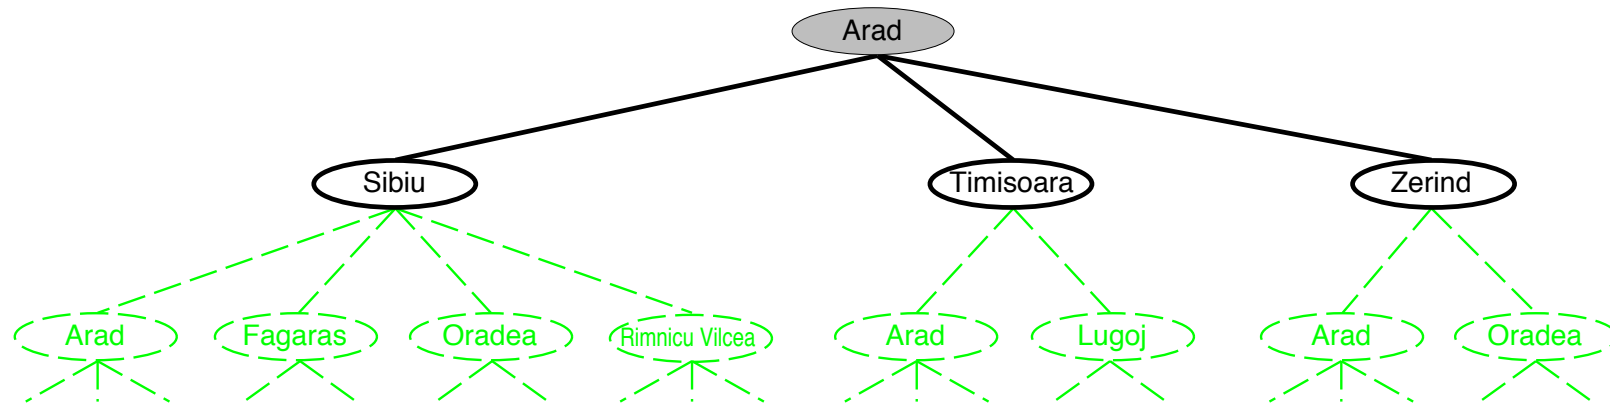 Arad
Sibiu
Timisoara
Zerind
Arad
Fagaras
Oradea
Rimnicu Vilcea
Arad
Lugoj
Arad
Oradea